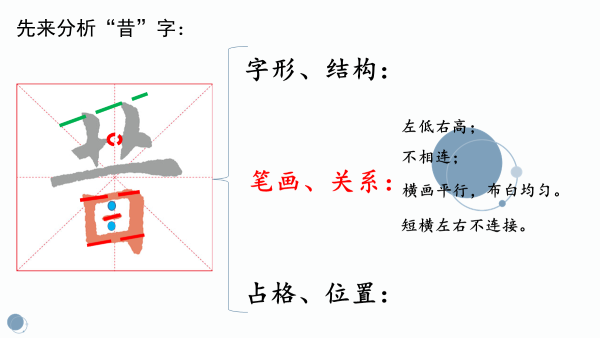 先来分析“昔”字：
昔
字形、结构：
左低右高；
不相连；
笔画、关系：
横画平行，布白均匀。
短横左右不连接。
占格、位置：